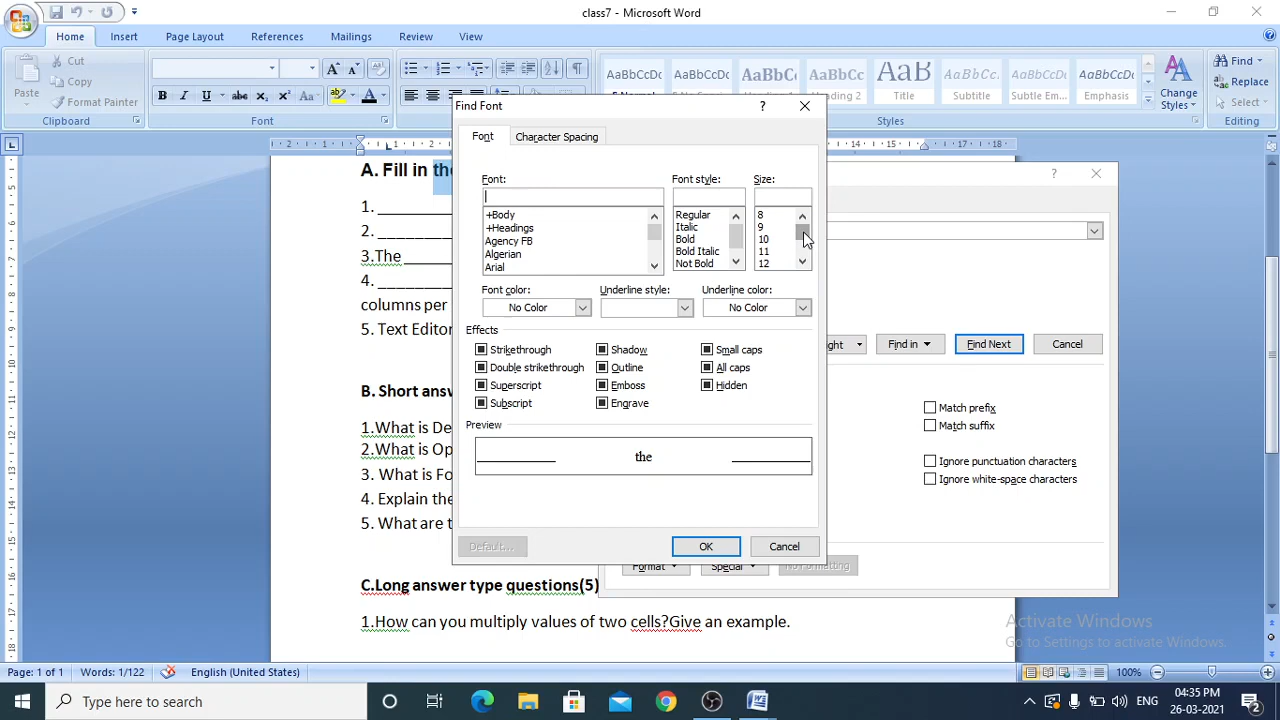 class7 - Microsoft Word
Home Insert Page Layout References Mailings Review View
Paste Cut Copy Format Painter
Clipboard Font Styles Editing
AaBbCcDc AaBbCcDc AaBbCc AaBbCc AaBbC AaBbCcD AaBbCcDc AaBbCcDc
Heading 2 Title Subtitle Subtle Em... Emphasis
Change Styles
Find Replace Select
Find Font
Font Character Spacing
Font: Font style: Size:
+Body Regular 8
+Headings Italic 9
Agency FB Bold 10
Algerian Bold Italic 11
Arial Not Bold 12
Font color: Underline style: Underline color:
No Color No Color
Effects
Strikethrough Shadow Small caps
Double strikethrough Outline All caps
Superscript Emboss Hidden
Subscript Engrave
Preview
the
Default... OK Cancel
Find in Find Next Cancel
Match prefix
Match suffix
Ignore punctuation characters
Ignore white-space characters
Format Special No Formatting
A. Fill in the
1. __________
2. __________
3.The __________
4. __________
columns per
5. Text Editor
B. Short answ
1.What is De
2.What is Op
3. What is Fo
4. Explain the
5. What are t
C.Long answer type questions(5)
1.How can you multiply values of two cells?Give an example.
Activate Windows
Go to Settings to activate Windows.
Page: 1 of 1 Words: 1/122 English (United States) 100%
Type here to search
ENG 04:35 PM
26-03-2021
2